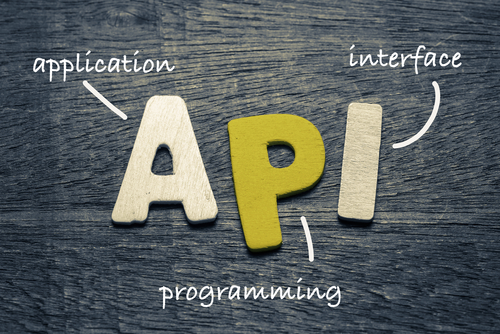 application
interface
API
programming